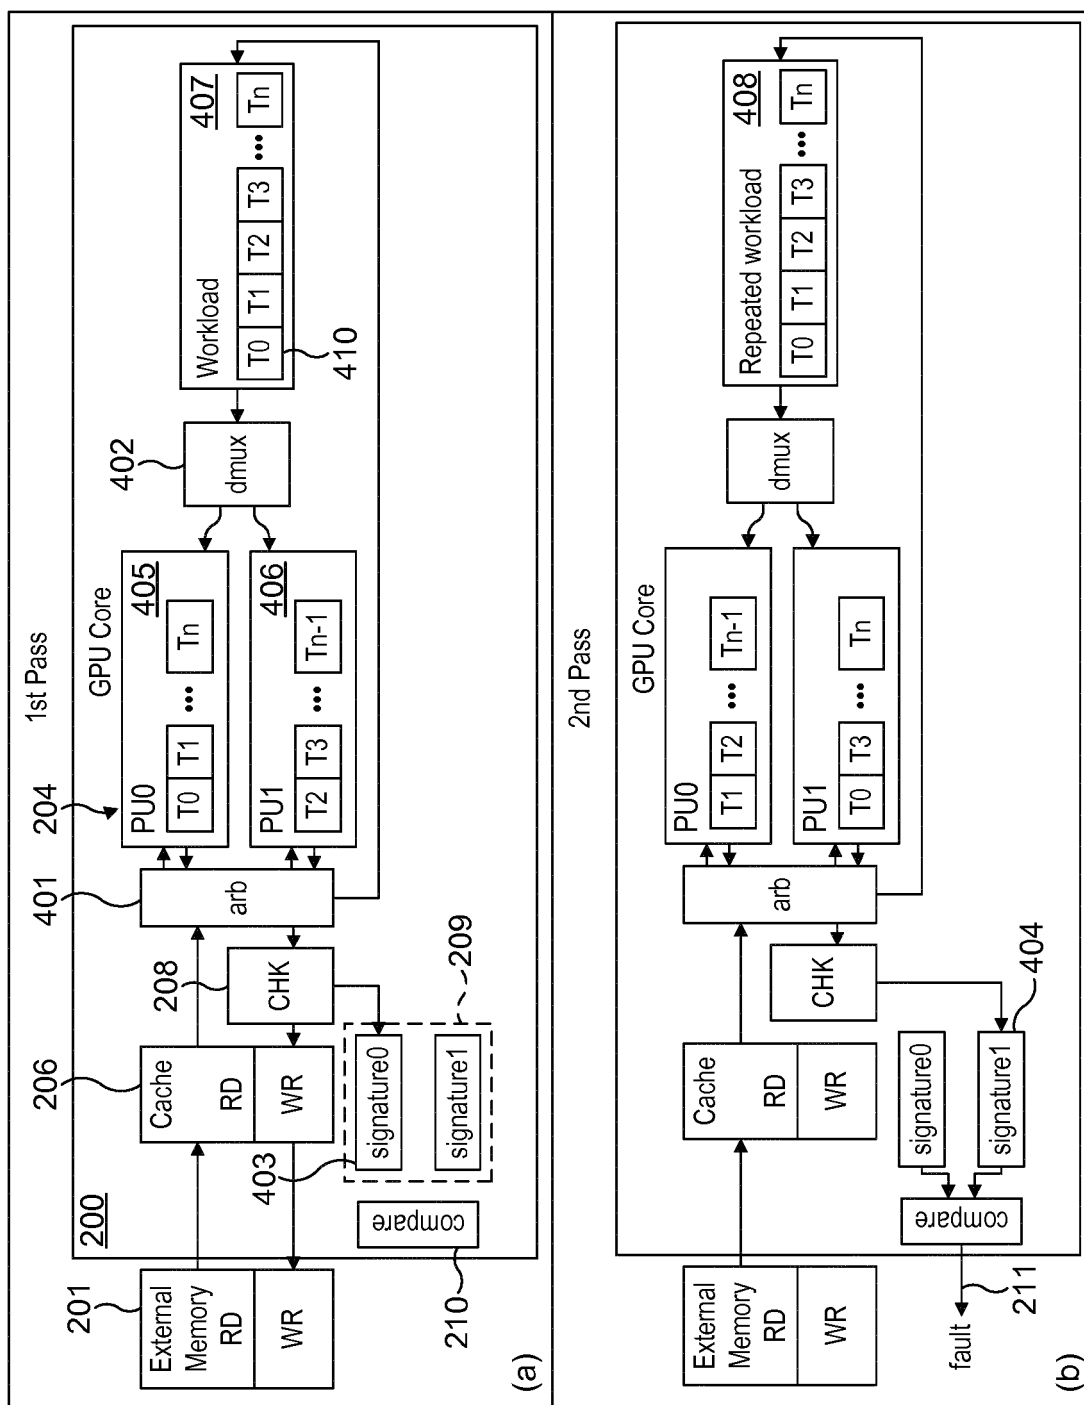 1st Pass
200
GPU Core
201
External
Memory
RD
WR
206
Cache
RD
WR
208
CHK
401
arb
204
PU0
405
T0 T1 ••• Tn
PU1
406
T2 T3 ••• Tn-1
402
dmux
Workload
407
T0 T1 T2 T3 ••• Tn
410
403
signature0
signature1
209
compare
210
(a)
2nd Pass
GPU Core
External
Memory
RD
WR
Cache
RD
WR
CHK
arb
PU0
T1 T2 ••• Tn-1
PU1
T0 T3 ••• Tn
dmux
Repeated workload
408
T0 T1 T2 T3 ••• Tn
signature0
signature1
404
compare
fault
211
(b)